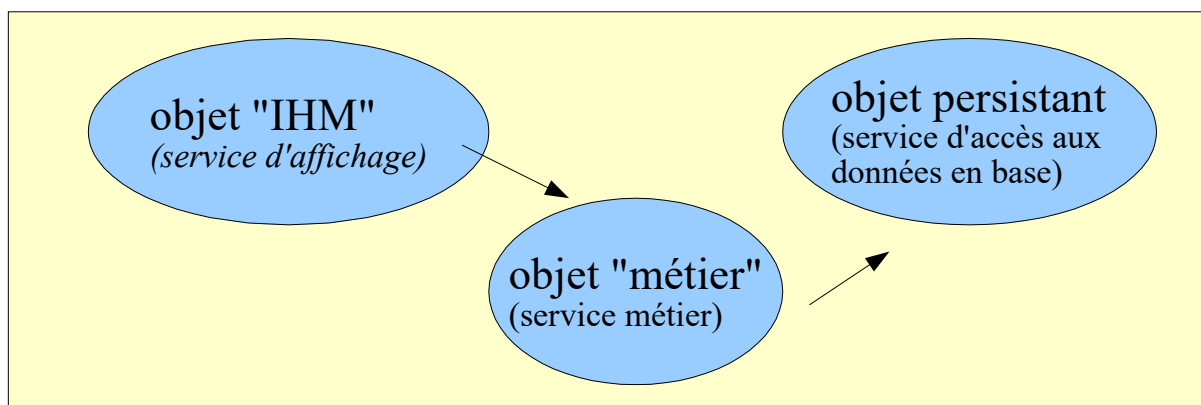 objet "IHM"
(service d'affichage)
objet "métier"
(service métier)
objet persistant
(service d'accès aux
données en base)